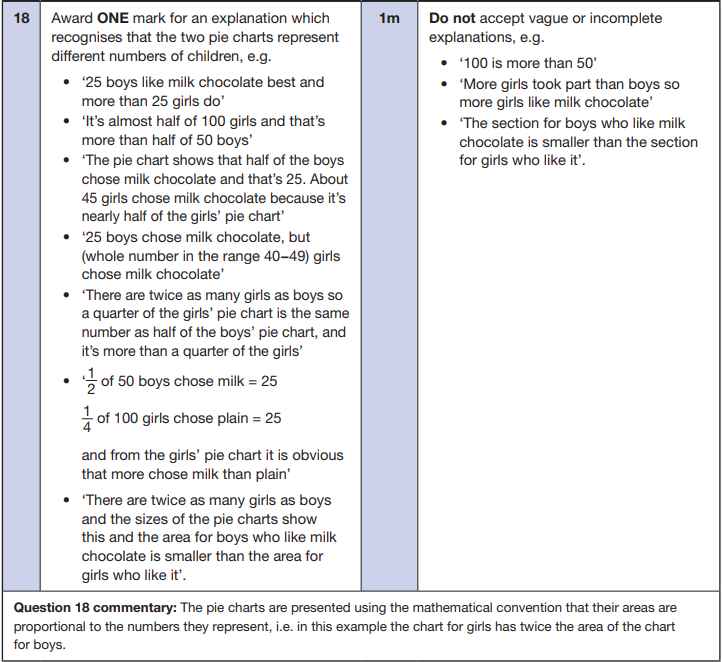 18
Award ONE mark for an explanation which
recognises that the two pie charts represent
different numbers of children, e.g.
• ‘25 boys like milk chocolate best and
more than 25 girls do’
• ‘It’s almost half of 100 girls and that’s
more than half of 50 boys’
• ‘The pie chart shows that half of the boys
chose milk chocolate and that’s 25. About
45 girls chose milk chocolate because it’s
nearly half of the girls’ pie chart’
• ‘25 boys chose milk chocolate, but
(whole number in the range 40–49) girls
chose milk chocolate’
• ‘There are twice as many girls as boys so
a quarter of the girls’ pie chart is the same
number as half of the boys’ pie chart, and
it’s more than a quarter of the girls’
• ‘1/2 of 50 boys chose milk = 25
1/4 of 100 girls chose plain = 25
and from the girls’ pie chart it is obvious
that more chose milk than plain’
• ‘There are twice as many girls as boys
and the sizes of the pie charts show
this and the area for boys who like milk
chocolate is smaller than the area for
girls who like it’.
1m
Do not accept vague or incomplete
explanations, e.g.
• ‘100 is more than 50’
• ‘More girls took part than boys so
more girls like milk chocolate’
• ‘The section for boys who like milk
chocolate is smaller than the section
for girls who like it’.
Question 18 commentary: The pie charts are presented using the mathematical convention that their areas are
proportional to the numbers they represent, i.e. in this example the chart for girls has twice the area of the chart
for boys.